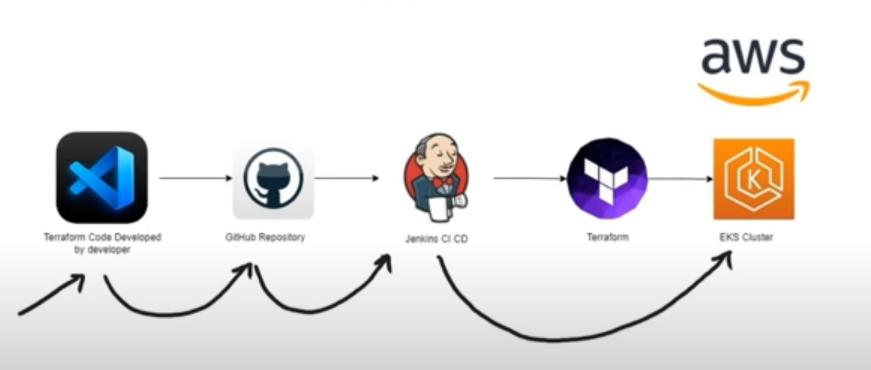 aws
Terraform Code Developed
by developer
GitHub Repository
Jenkins CI CD
Terraform
K
EKS Cluster